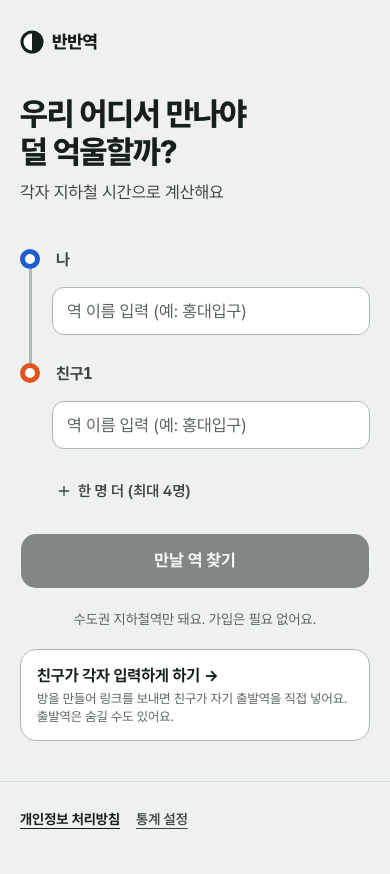 반반역
우리 어디서 만나야
덜 억울할까?
각자 지하철 시간으로 계산해요
나
역 이름 입력 (예: 홍대입구)
친구1
역 이름 입력 (예: 홍대입구)
+ 한 명 더 (최대 4명)
만날 역 찾기
수도권 지하철역만 돼요. 가입은 필요 없어요.
친구가 각자 입력하게 하기 →
방을 만들어 링크를 보내면 친구가 자기 출발역을 직접 넣어요.
출발역은 숨길 수도 있어요.
개인정보 처리방침 통계 설정